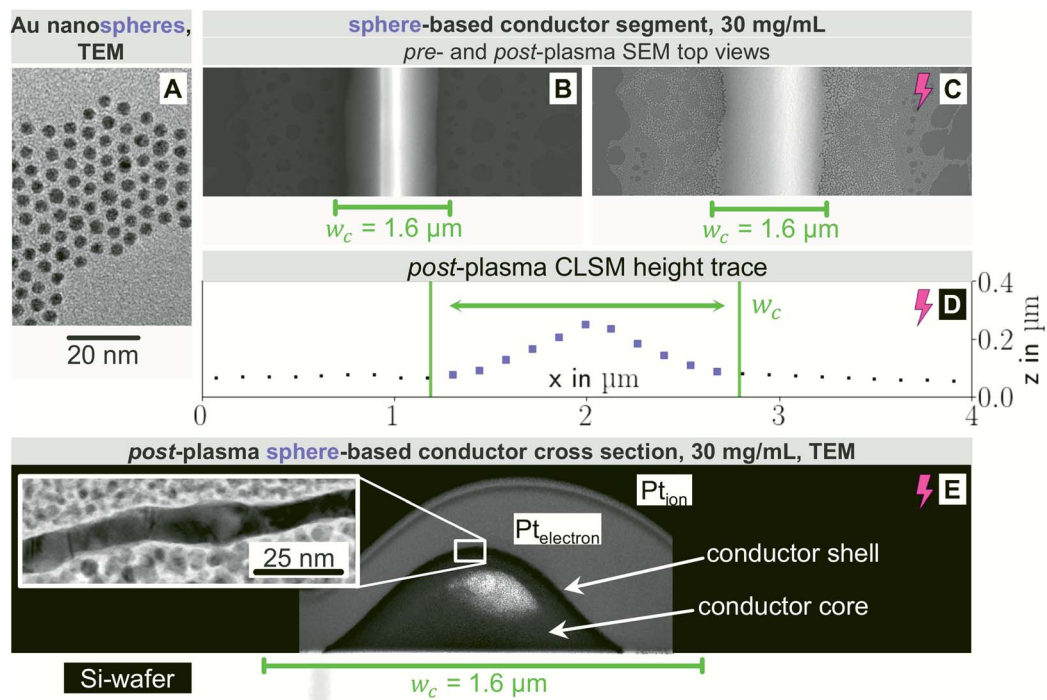 Au nanospheres,
TEM
A
20 nm
sphere-based conductor segment, 30 mg/mL
pre- and post-plasma SEM top views
B
C
w_c = 1.6 µm
w_c = 1.6 µm
post-plasma CLSM height trace
D
w_c
0.4
0.2
0.0
z in µm
x in µm
0 1 2 3 4
post-plasma sphere-based conductor cross section, 30 mg/mL, TEM
E
Pt_ion
Pt_electron
25 nm
conductor shell
conductor core
Si-wafer
w_c = 1.6 µm